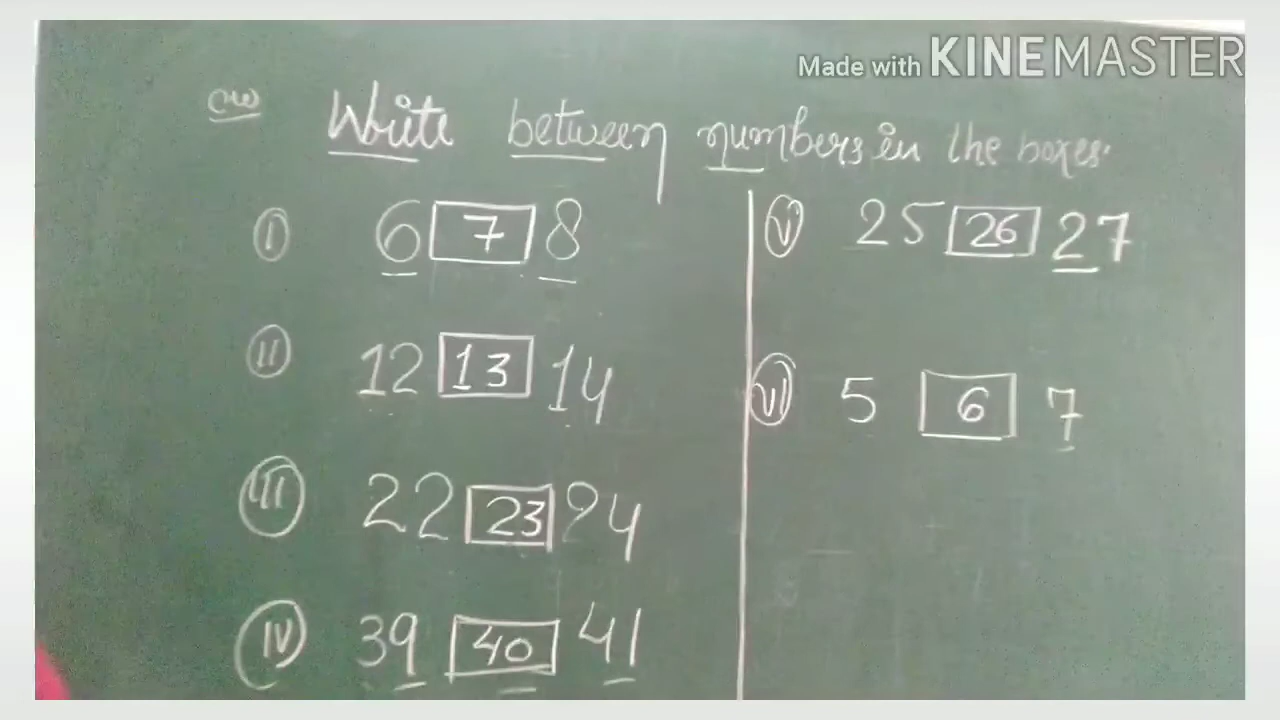 Made with KINEMASTER
Write between numbers in the boxes.
I 6 7 8
II 12 13 14
III 22 23 24
IV 39 40 41
V 25 26 27
VI 5 6 7